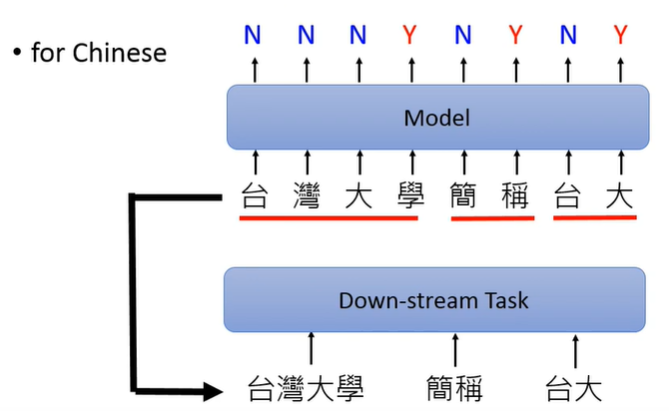 N N N Y N Y N Y
• for Chinese
Model
台 灣 大 學 簡 稱 台 大
Down-stream Task
台灣大學 簡稱 台大